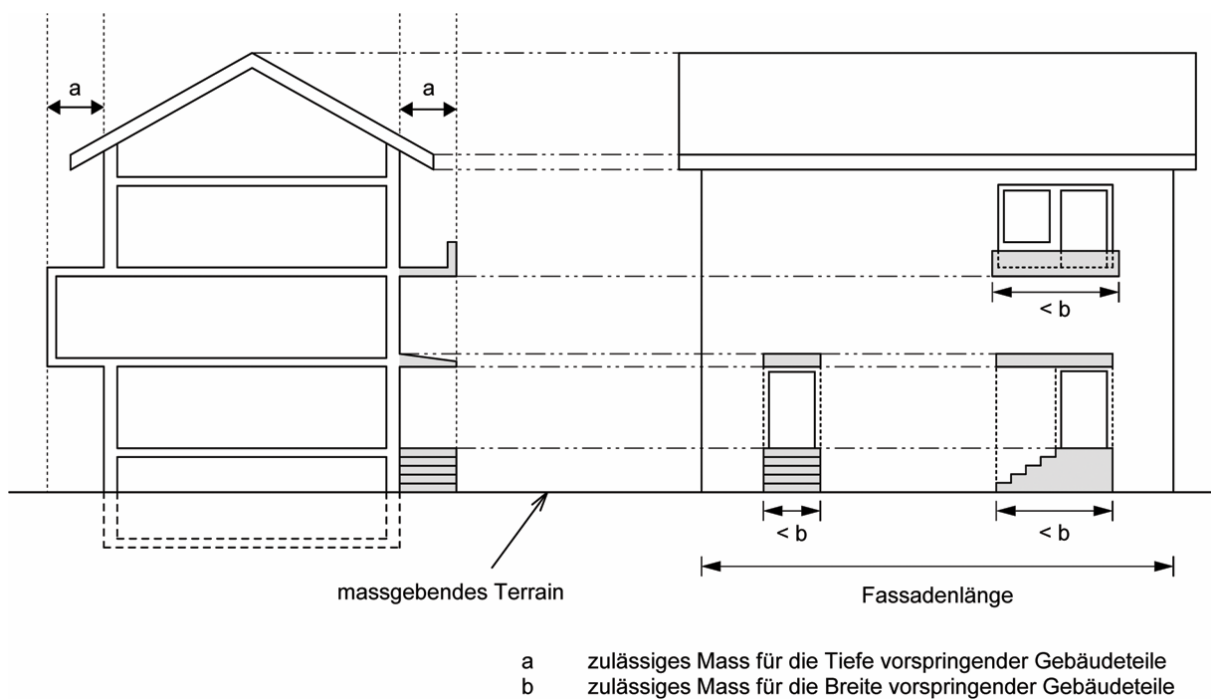 a
a
< b
< b
< b
massgebendes Terrain
Fassadenlänge
a zulässiges Mass für die Tiefe vorspringender Gebäudeteile
b zulässiges Mass für die Breite vorspringender Gebäudeteile